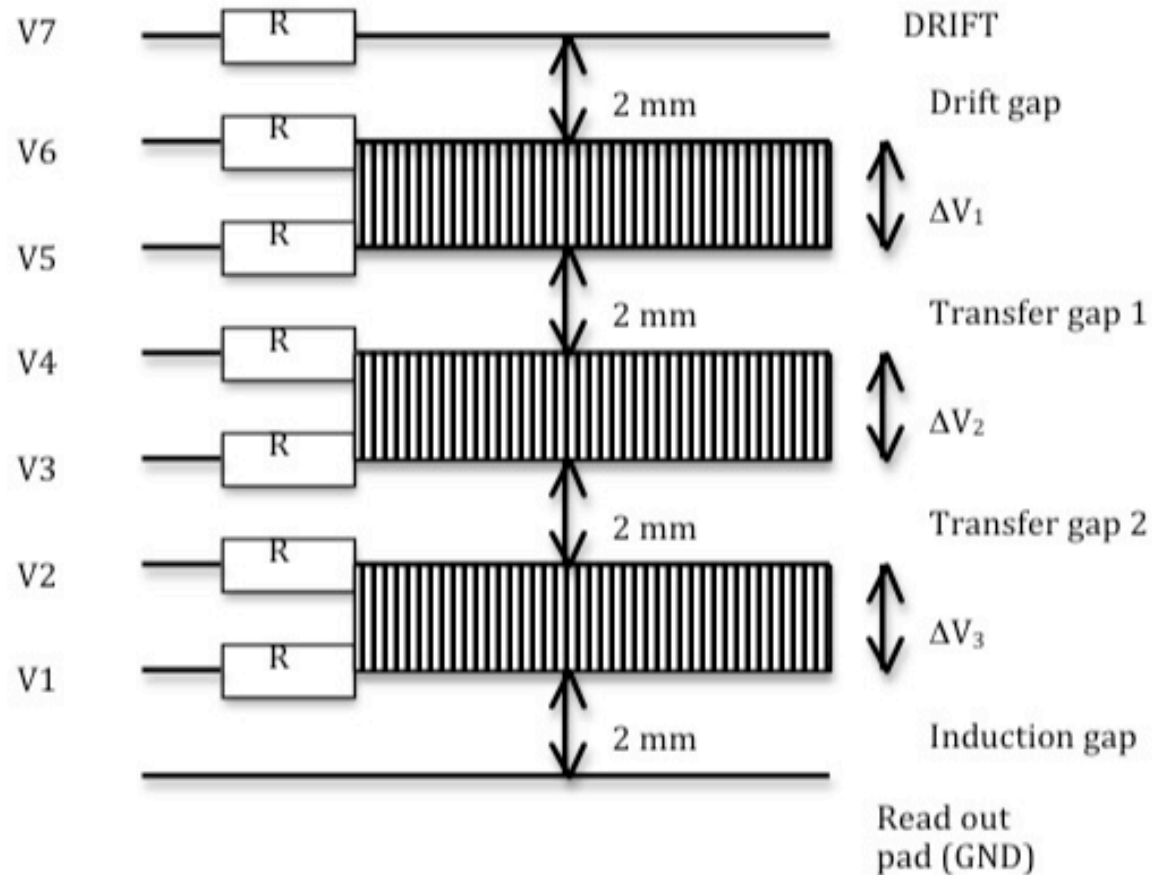 V7
R
DRIFT
2 mm
Drift gap
V6
R
ΔV₁
V5
R
2 mm
Transfer gap 1
V4
R
ΔV₂
V3
R
2 mm
Transfer gap 2
V2
R
ΔV₃
V1
R
2 mm
Induction gap
Read out
pad (GND)